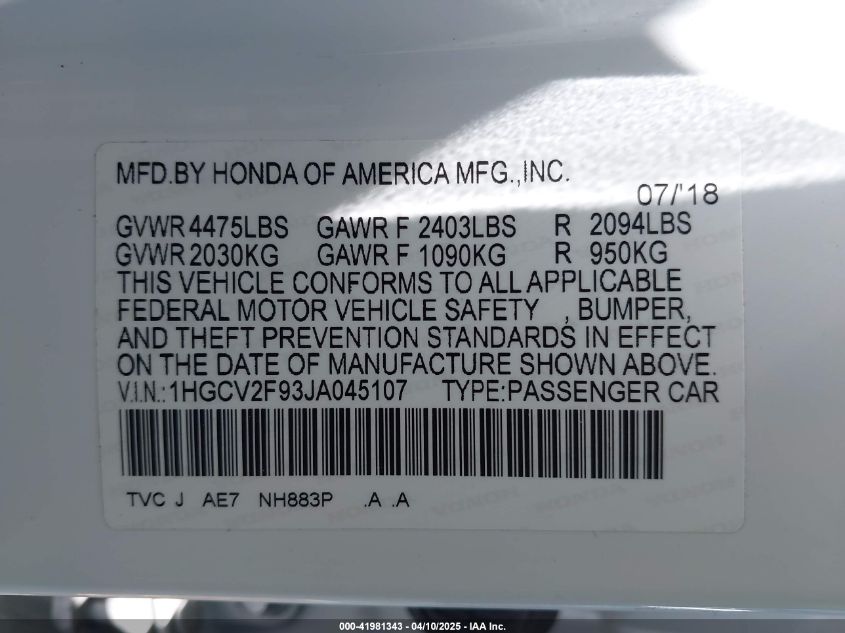 MFD.BY HONDA OF AMERICA MFG.,INC.
07/'18
GVWR 4475LBS GAWR F 2403LBS R 2094LBS
GVWR 2030KG GAWR F 1090KG R 950KG
THIS VEHICLE CONFORMS TO ALL APPLICABLE
FEDERAL MOTOR VEHICLE SAFETY , BUMPER,
AND THEFT PREVENTION STANDARDS IN EFFECT
ON THE DATE OF MANUFACTURE SHOWN ABOVE.
V.I.N.:1HGCV2F93JA045107 TYPE:PASSENGER CAR
TVC J AE7 NH883P .A .A
000-41981343 - 04/10/2025 - IAA Inc.